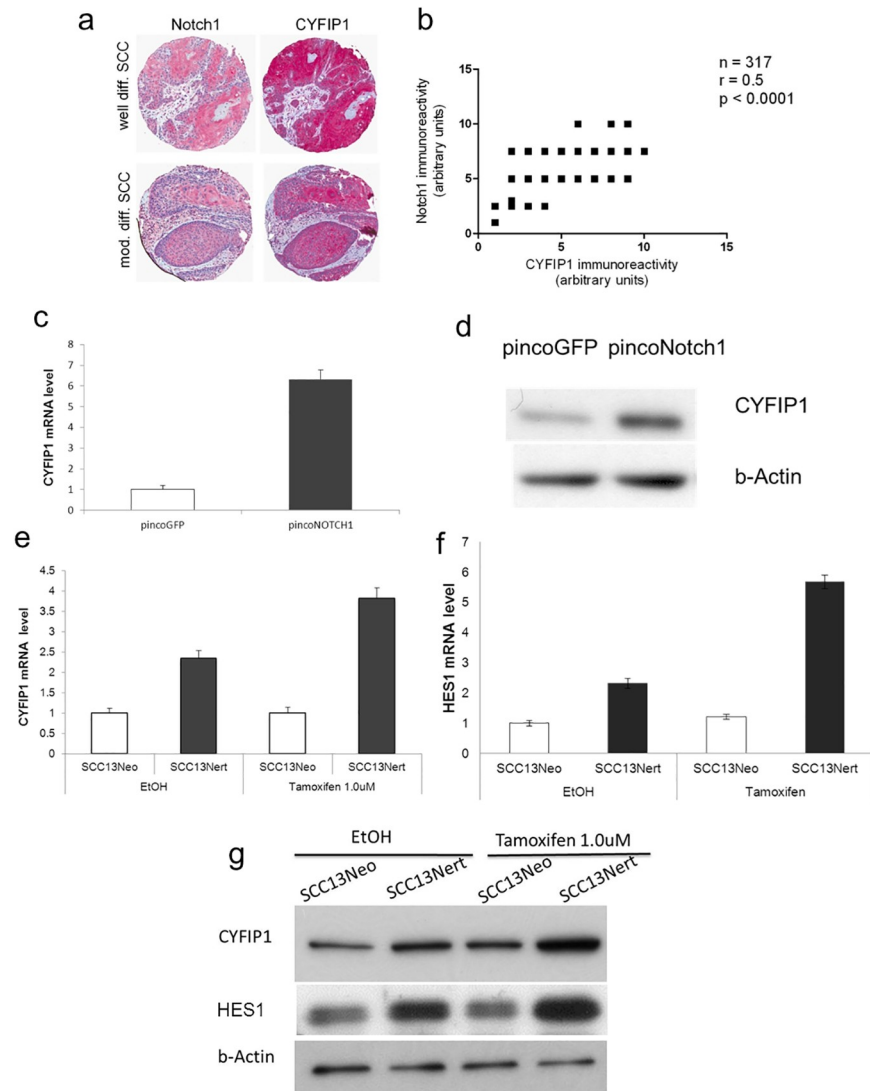 a
Notch1
CYFIP1
well diff. SCC
mod. diff. SCC
b
n = 317
r = 0.5
p < 0.0001
Notch1 immunoreactivity
(arbitrary units)
15
10
5
0
0
5
10
15
CYFIP1 immunoreactivity
(arbitrary units)
c
CYFIP1 mRNA level
8
7
6
5
4
3
2
1
0
pincoGFP
pincoNOTCH1
d
pincoGFP pincoNotch1
CYFIP1
b-Actin
e
CYFIP1 mRNA level
4.5
4
3.5
3
2.5
2
1.5
1
0.5
0
SCC13Neo
SCC13Nert
SCC13Neo
SCC13Nert
EtOH
Tamoxifen 1.0uM
f
HES1 mRNA level
7
6
5
4
3
2
1
0
SCC13Neo
SCC13Nert
SCC13Neo
SCC13Nert
EtOH
Tamoxifen
g
EtOH
Tamoxifen 1.0uM
SCC13Neo
SCC13Nert
SCC13Neo
SCC13Nert
CYFIP1
HES1
b-Actin